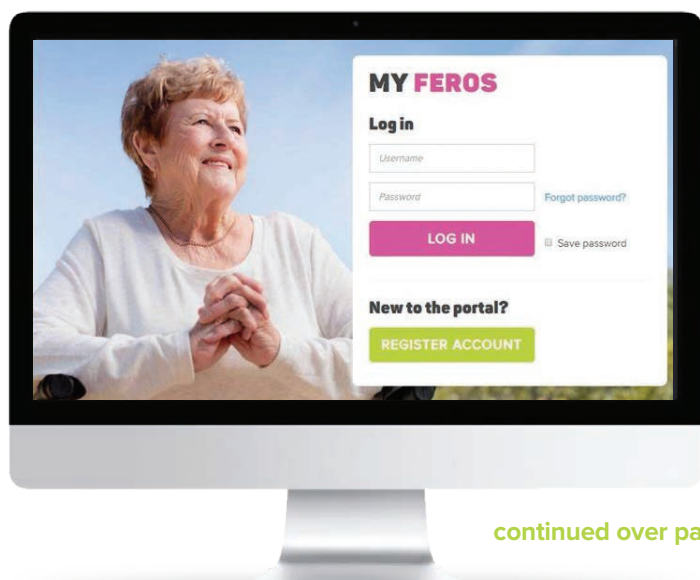 MY FEROS
Log in
Username
Password
Forgot password?
LOG IN
Save password
New to the portal?
REGISTER ACCOUNT
continued over